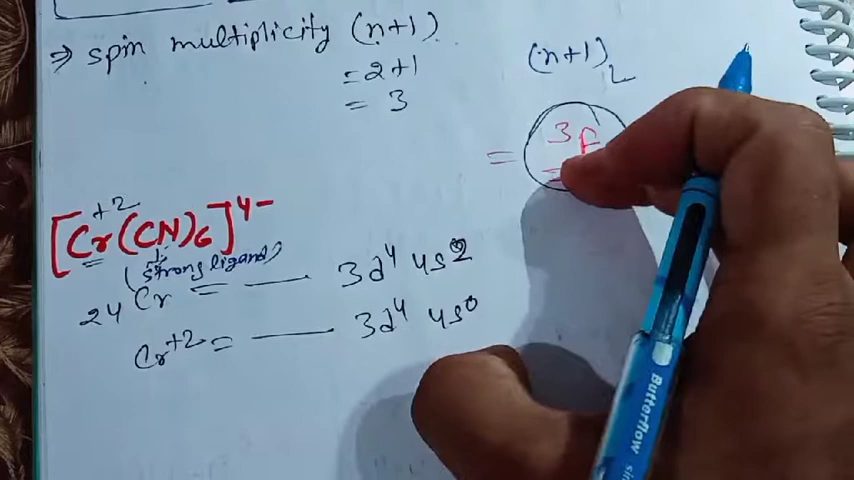 ⇒ spin multiplicity (n+1)
= 2+1
= 3
(n+1)L
= 3F
[Cr+2(CN)6]4-
(strong ligand)
24Cr = —— 3d4 4s2
Cr+2 = —— 3d4 4s0
Butterflow